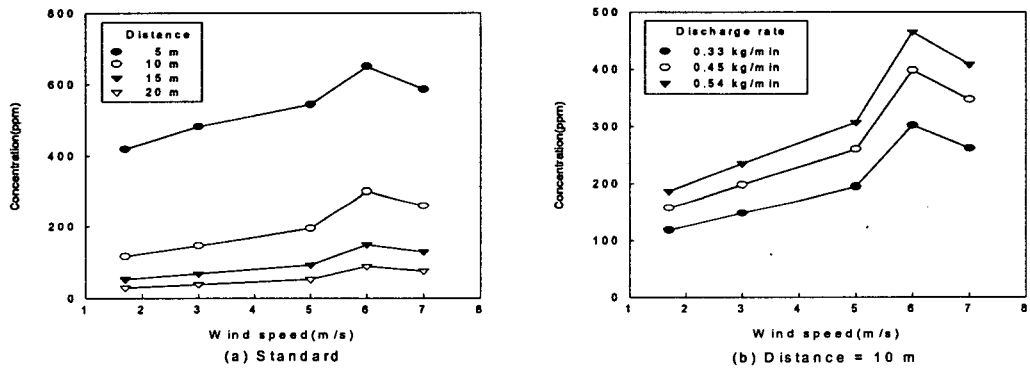 800
600
400
200
0
Concentration(ppm)
Distance
5 m
10 m
15 m
20 m
1 2 3 4 5 6 7 8
Wind speed(m/s)
(a) Standard
500
400
300
200
100
0
Concentration(ppm)
Discharge rate
0.33 kg/min
0.45 kg/min
0.54 kg/min
1 2 3 4 5 6 7 8
Wind speed(m/s)
(b) Distance = 10 m